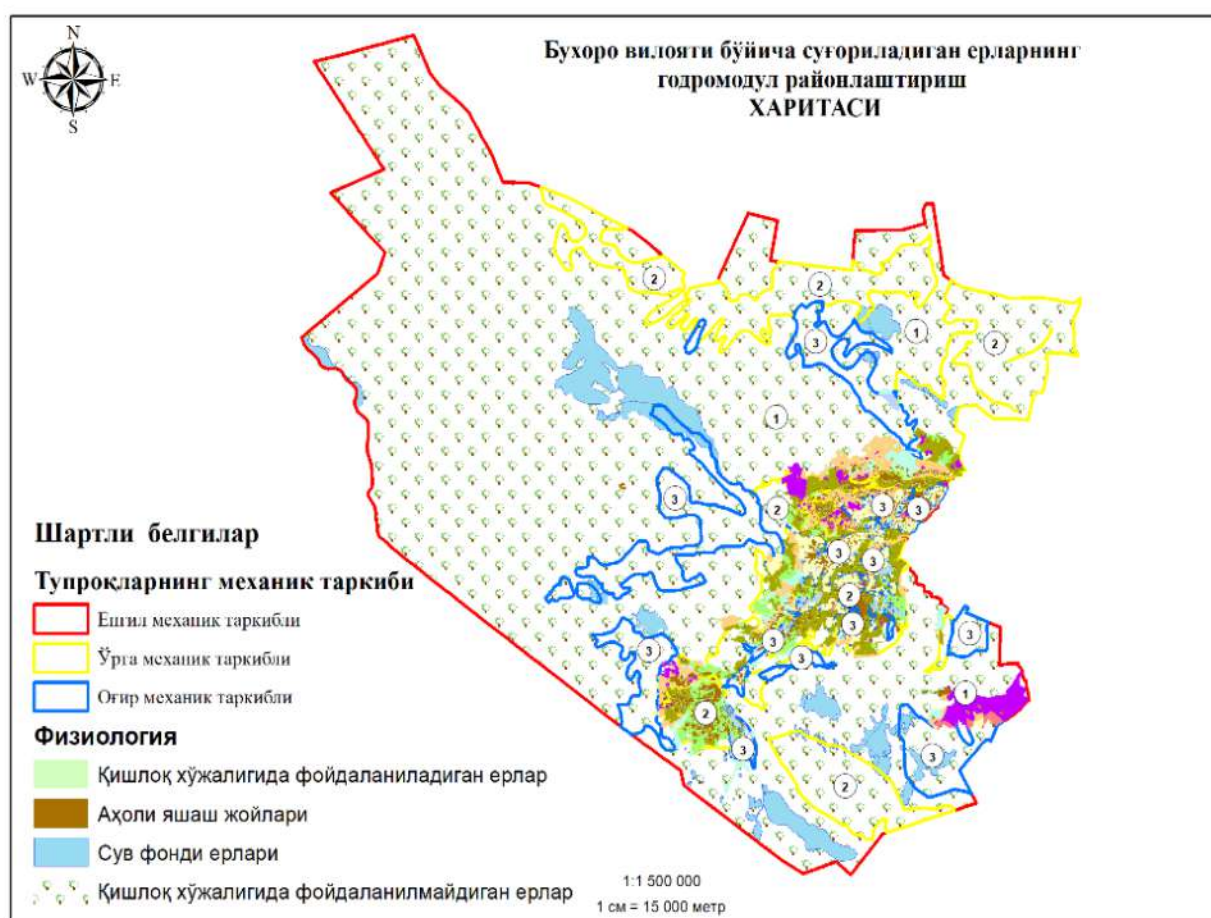 N
W E
S
Бухоро вилояти бўйича суғориладиган ерларнинг
годромодул районлаштириш
ХАРИТАСИ
2
2
1
3
2
1
3
2
3
3
3
3
2
3
3
3
3
3
1
2
3
3
2
Шартли белгилар
Тупроқларнинг механик таркиби
Енгил механик таркибли
Ўрта механик таркибли
Оғир механик таркибли
Физиология
Қишлоқ хўжалигида фойдаланиладиган ерлар
Аҳоли яшаш жойлари
Сув фонди ерлари
Қишлоқ хўжалигида фойдаланилмайдиган ерлар
1:1 500 000
1 см = 15 000 метр